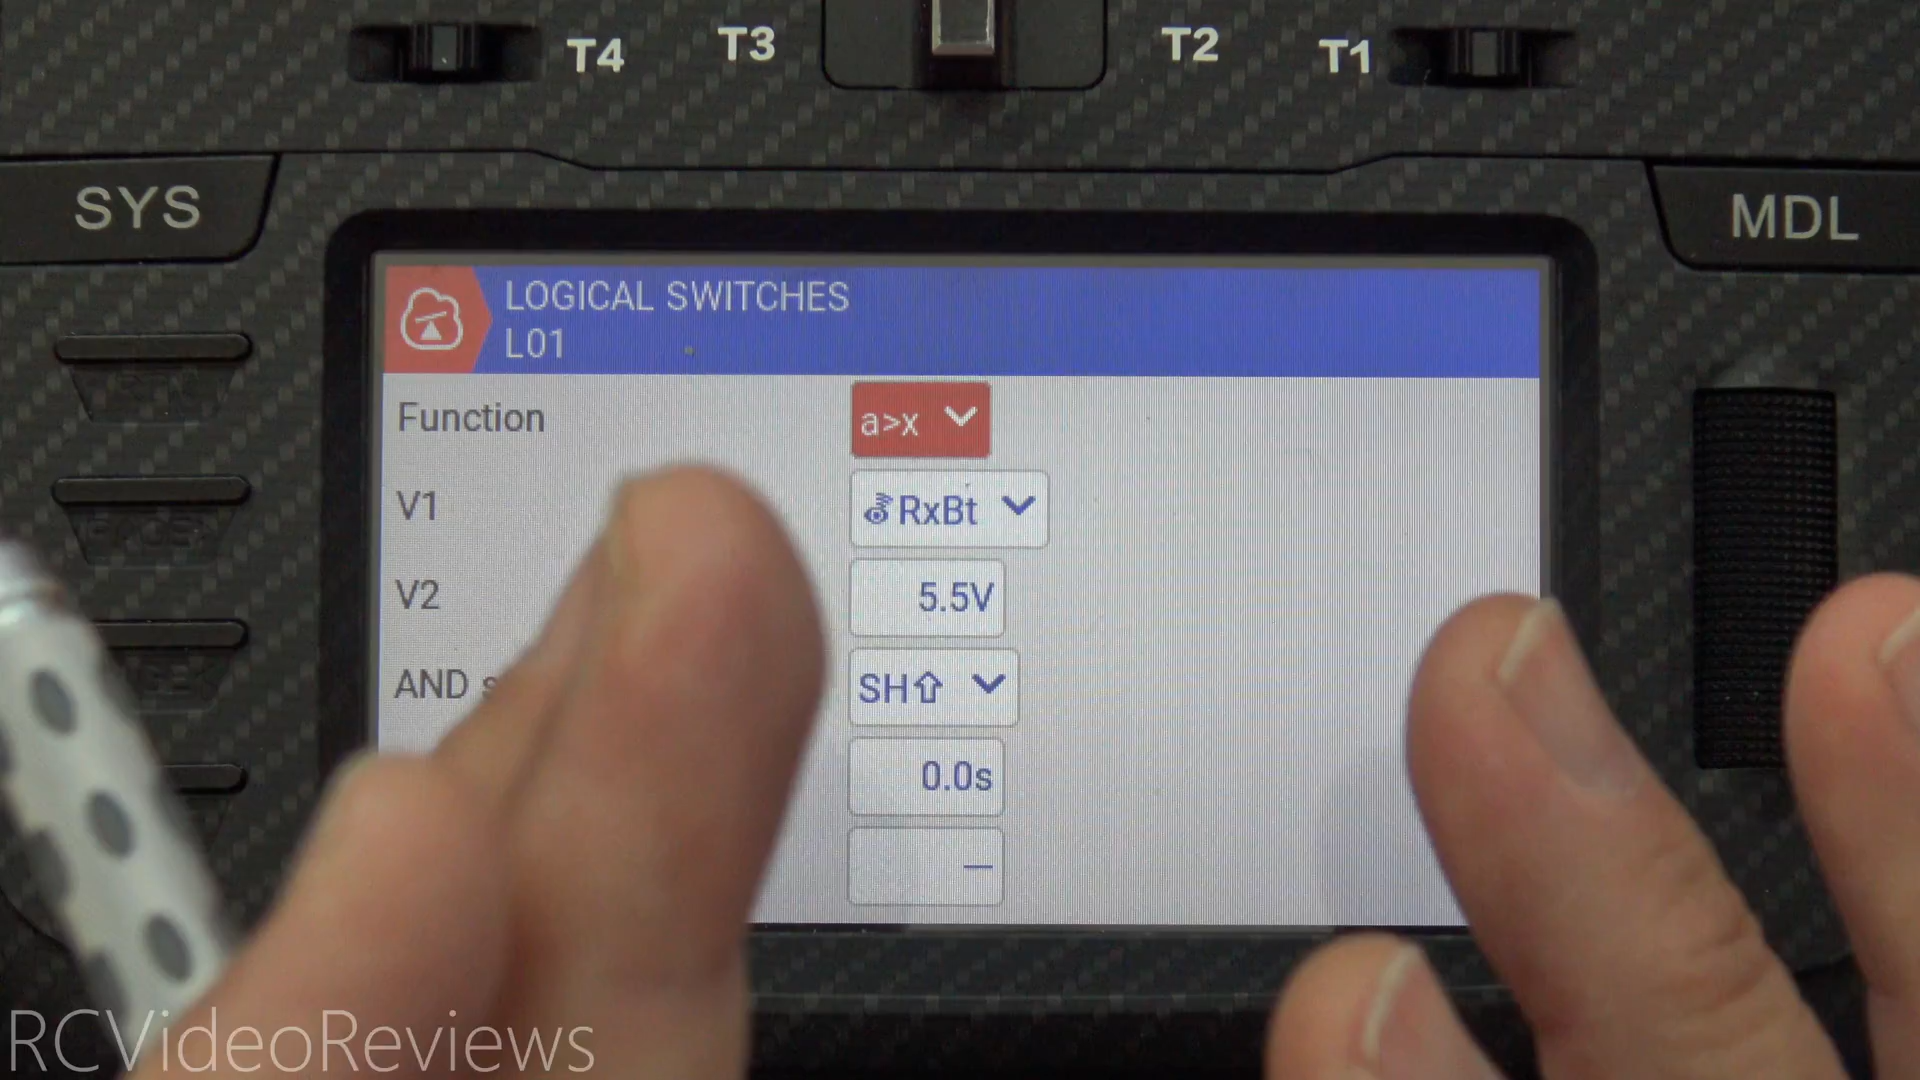 T4
T3
T2
T1
SYS
MDL
LOGICAL SWITCHES
L01
Function
a>x
V1
RxBt
V2
5.5V
AND
SH⇧
0.0s
—
RCVideoReviews